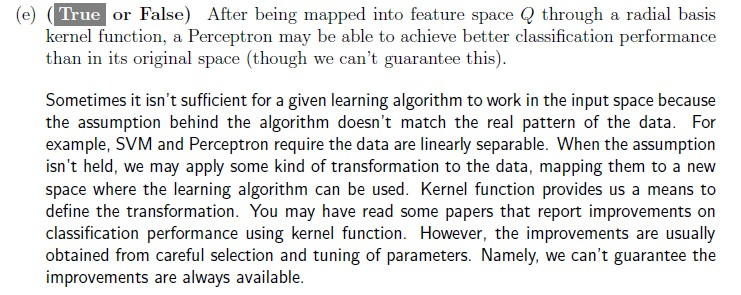 (e) (True or False) After being mapped into feature space Q through a radial basis
kernel function, a Perceptron may be able to achieve better classification performance
than in its original space (though we can't guarantee this).
Sometimes it isn't sufficient for a given learning algorithm to work in the input space because
the assumption behind the algorithm doesn't match the real pattern of the data. For
example, SVM and Perceptron require the data are linearly separable. When the assumption
isn't held, we may apply some kind of transformation to the data, mapping them to a new
space where the learning algorithm can be used. Kernel function provides us a means to
define the transformation. You may have read some papers that report improvements on
classification performance using kernel function. However, the improvements are usually
obtained from careful selection and tuning of parameters. Namely, we can't guarantee the
improvements are always available.